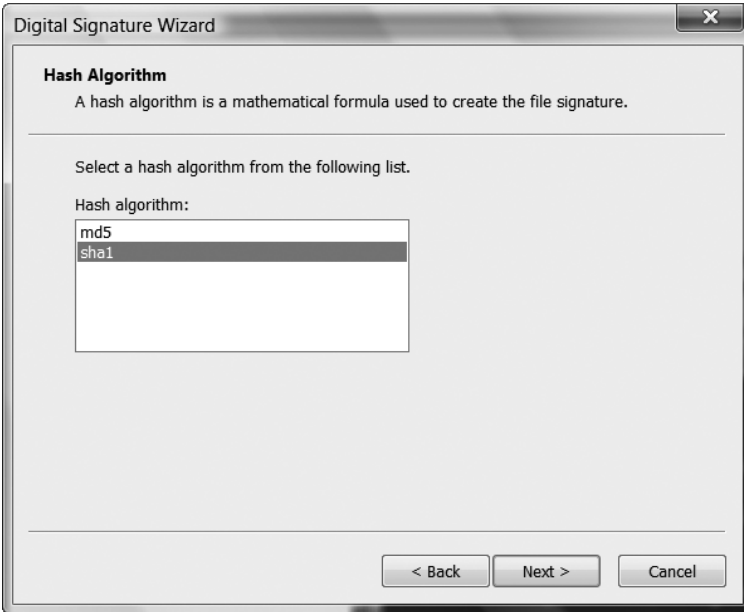 Digital Signature Wizard
Hash Algorithm
A hash algorithm is a mathematical formula used to create the file signature.
Select a hash algorithm from the following list.
Hash algorithm:
md5
sha1
< Back
Next >
Cancel